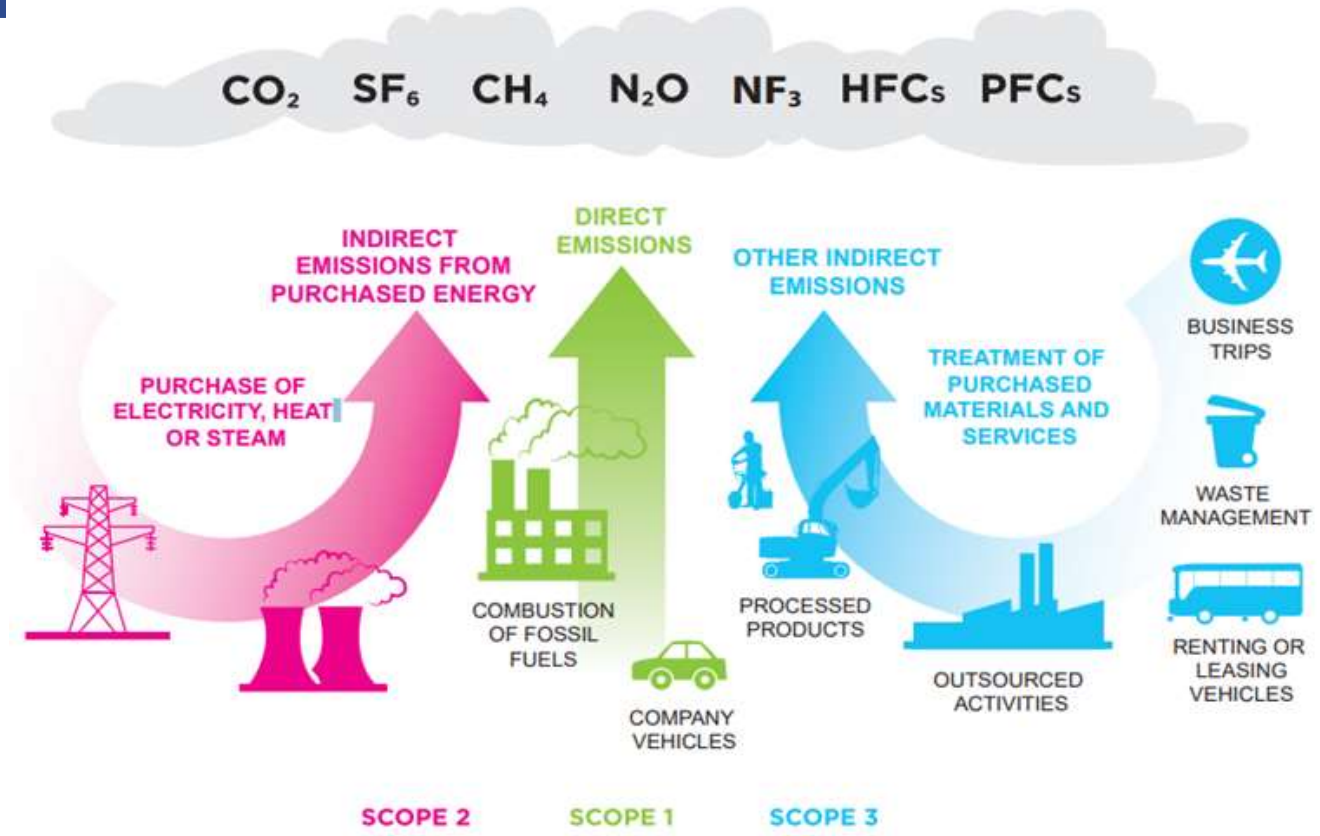 CO₂ SF₆ CH₄ N₂O NF₃ HFCs PFCs
INDIRECT
EMISSIONS FROM
PURCHASED ENERGY
PURCHASE OF
ELECTRICITY, HEAT
OR STEAM
DIRECT
EMISSIONS
COMBUSTION
OF FOSSIL
FUELS
COMPANY
VEHICLES
OTHER INDIRECT
EMISSIONS
TREATMENT OF
PURCHASED
MATERIALS AND
SERVICES
PROCESSED
PRODUCTS
OUTSOURCED
ACTIVITIES
BUSINESS
TRIPS
WASTE
MANAGEMENT
RENTING OR
LEASING
VEHICLES
SCOPE 2 SCOPE 1 SCOPE 3